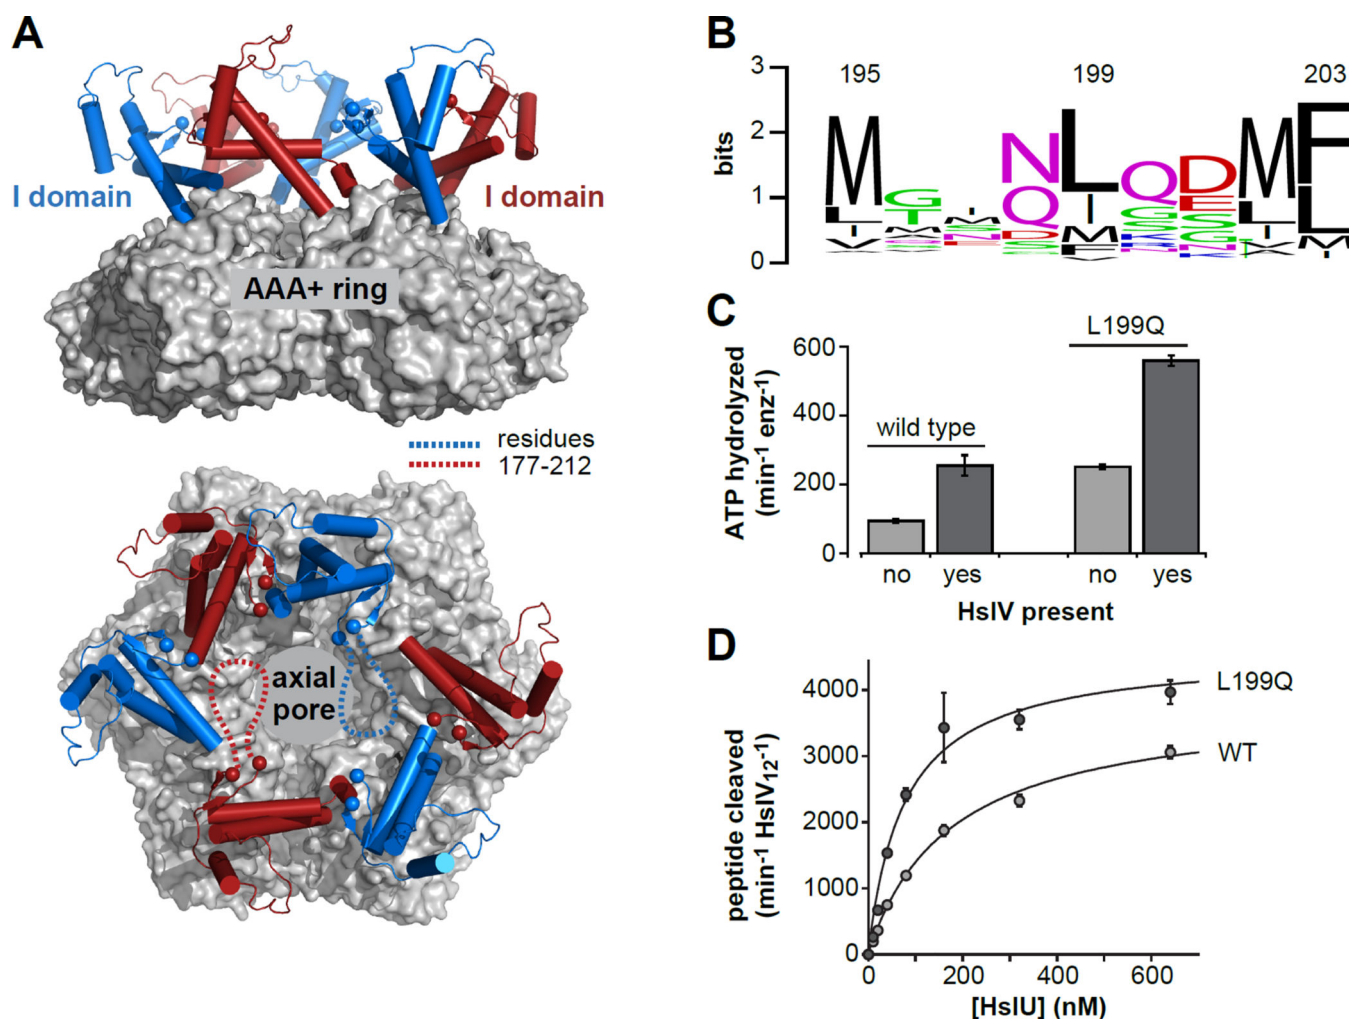 A
I domain
I domain
AAA+ ring
residues
177-212
axial
pore
B
bits
3
2
1
0
195
199
203
C
L199Q
wild type
ATP hydrolyzed
(min-1 enz-1)
600
400
200
0
no
yes
no
yes
HslV present
D
peptide cleaved
(min-1 HslV12-1)
4000
3000
2000
1000
0
L199Q
WT
0
200
400
600
[HslU] (nM)